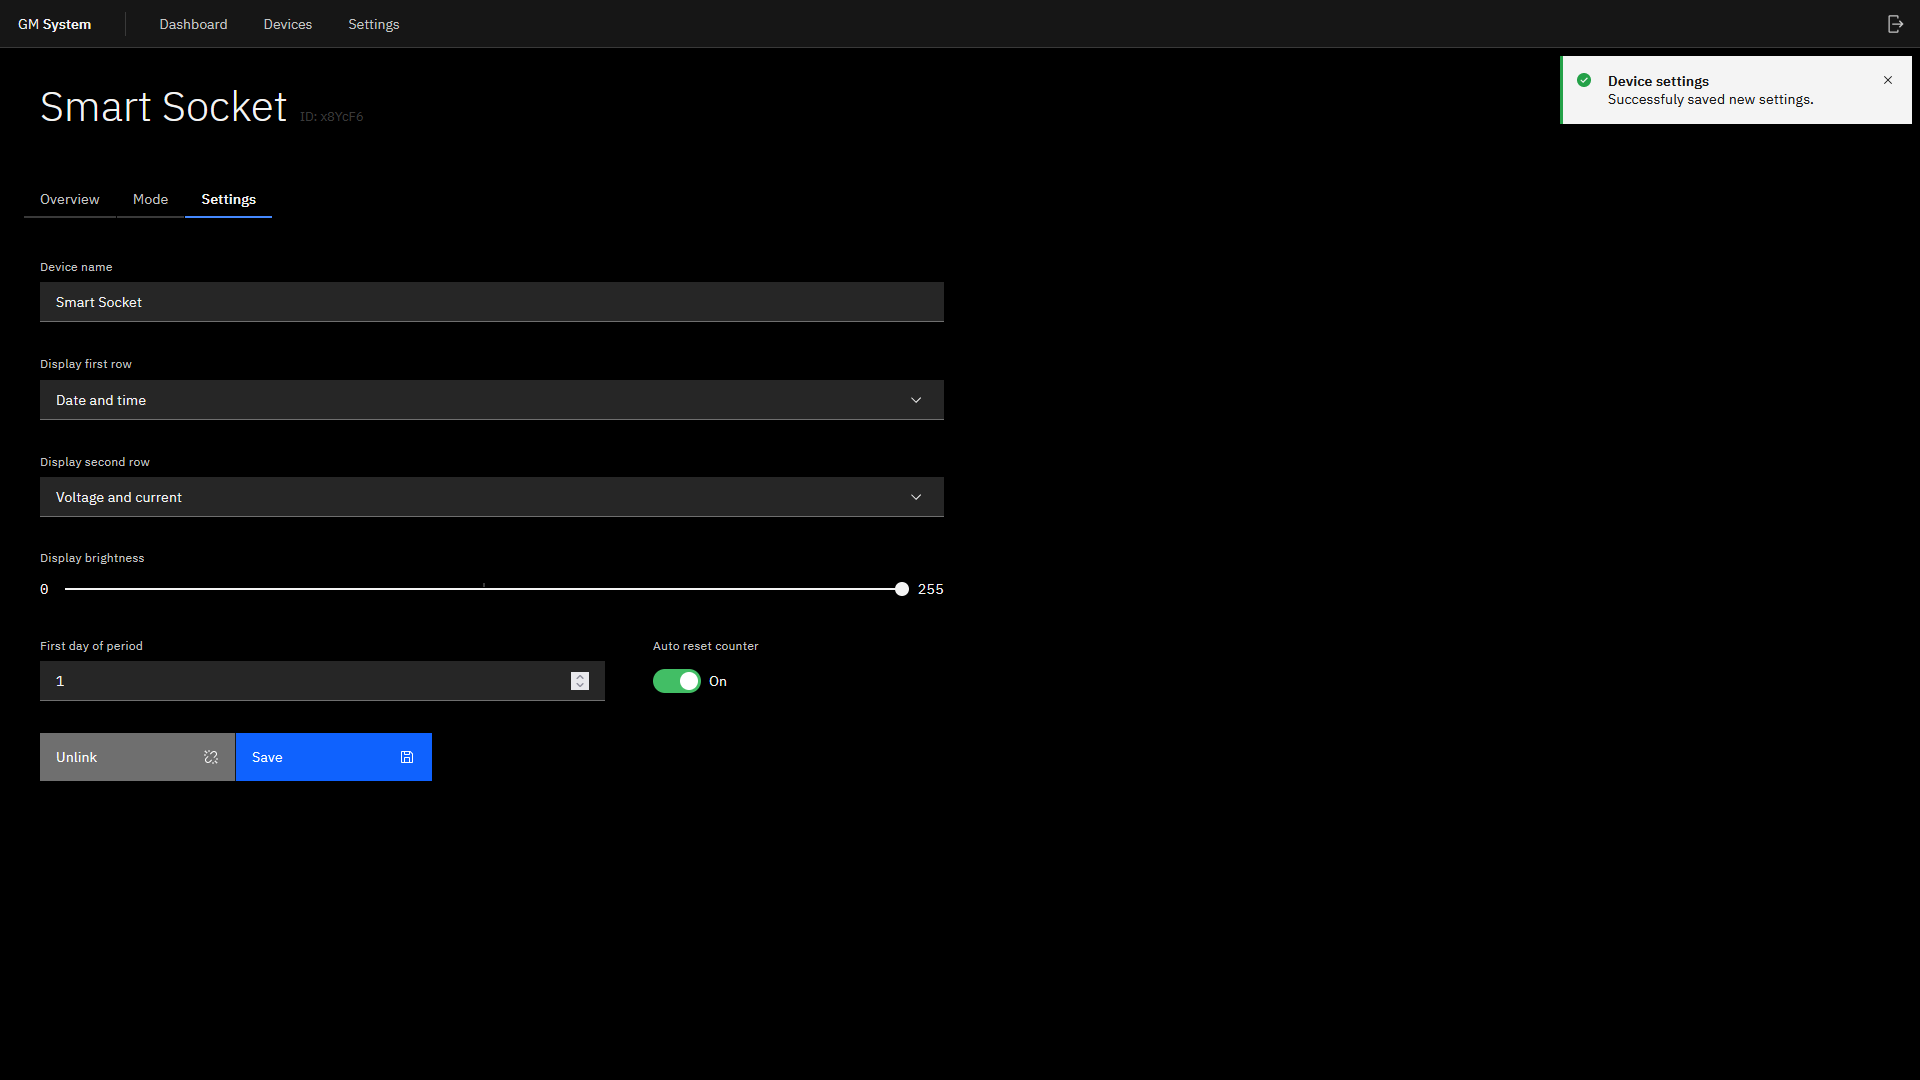 GM System
Dashboard
Devices
Settings
Device settings
Successfuly saved new settings.
Smart Socket ID: x8YcF6
Overview
Mode
Settings
Device name
Smart Socket
Display first row
Date and time
Display second row
Voltage and current
Display brightness
0
255
First day of period
1
Auto reset counter
On
Unlink
Save